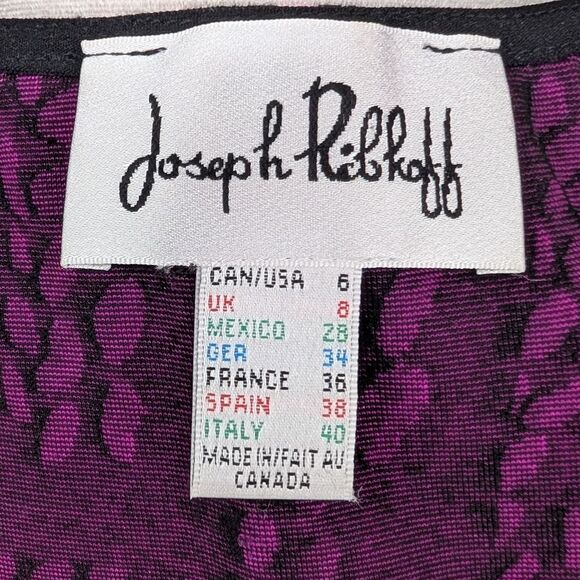 Joseph Ribkoff
CAN/USA 6
UK 8
MEXICO 28
GER 34
FRANCE 36
SPAIN 38
ITALY 40
MADE IN/FAIT AU
CANADA